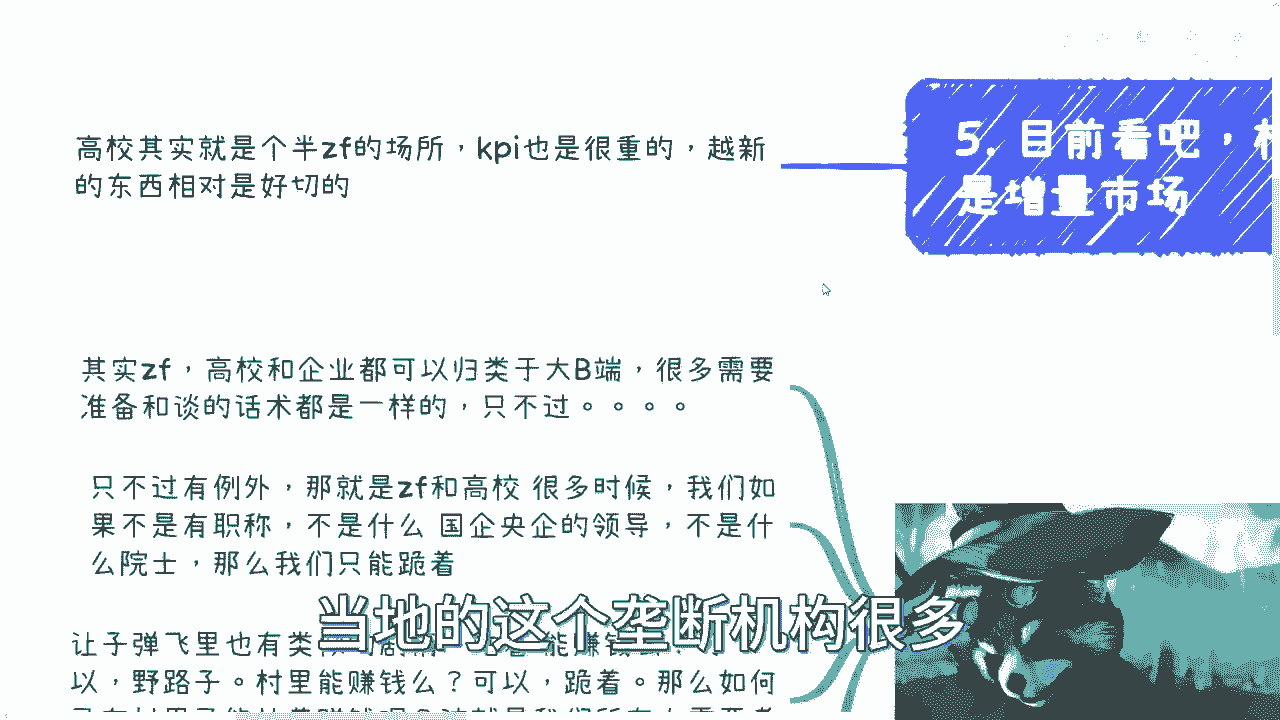 高校其实就是个半zf的场所，kpi也是很重的，越新
的东西相对是好切的
5. 目前看吧，
是增量市场
其实zf，高校和企业都可以归类于大B端，很多需要
准备和谈的话术都是一样的，只不过。。。。
只不过有例外，那就是zf和高校 很多时候，我们如
果不是有职称，不是什么 国企央企的领导，不是什
么院士，那么我们只能跪着
当地的这个垄断机构很多
让子弹飞里也有类
以，野路子。村里能赚钱么？可以，跪着。那么如何